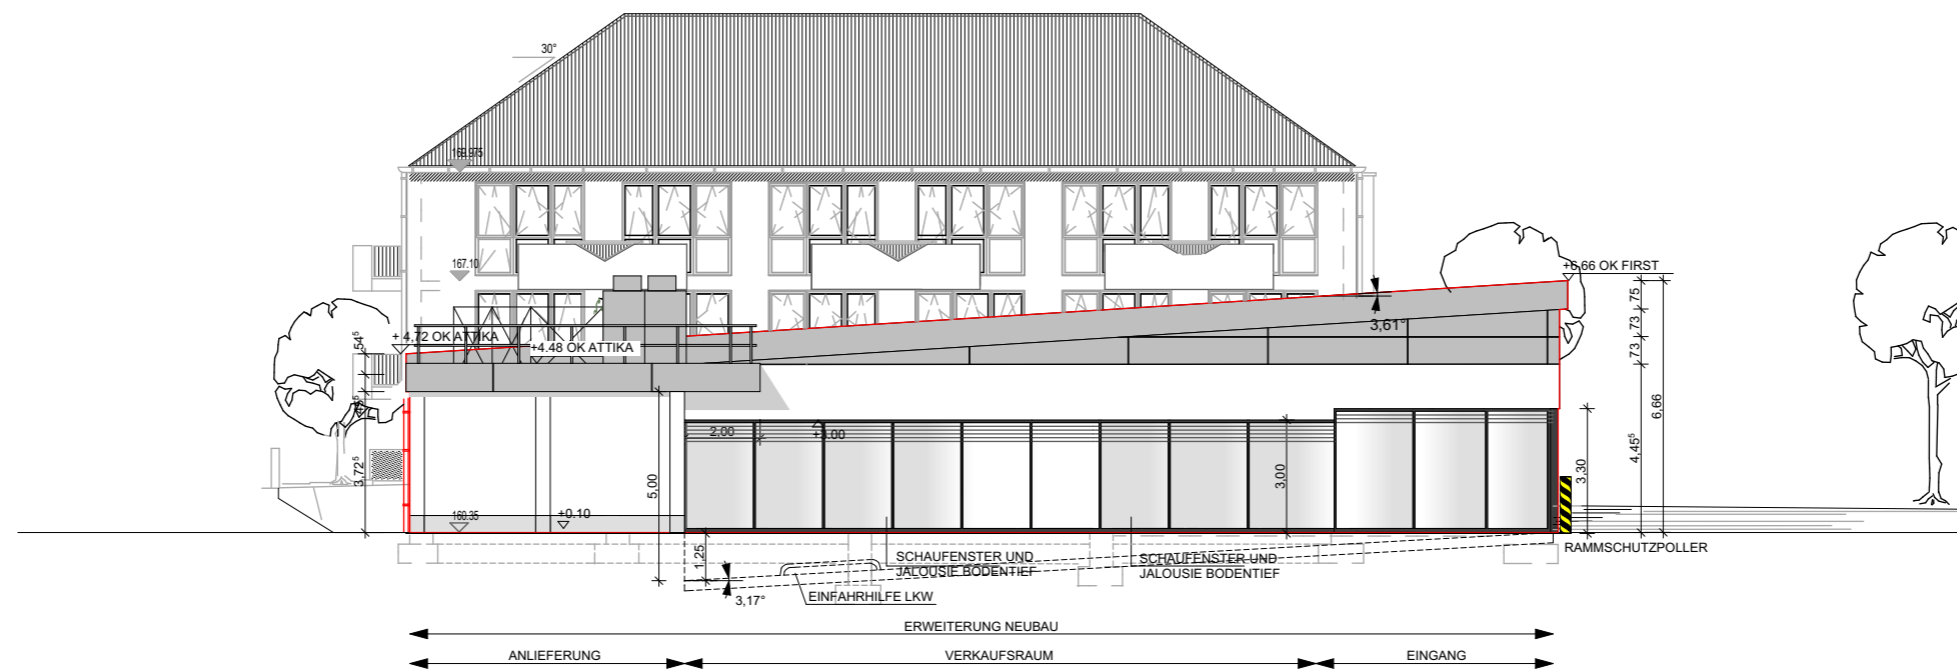 30°
169.975
167.10
+6,66 OK FIRST
75
3,61°
73
+ 4,72 OK ATTIKA
+4.48 OK ATTIKA
54⁵
73
6,66
2,00
+3.00
4,45⁵
3,72⁵
5,00
3,00
3,30
160.35
+0.10
1,25
SCHAUFENSTER UND
JALOUSIE BODENTIEF
SCHAUFENSTER UND
JALOUSIE BODENTIEF
RAMMSCHUTZPOLLER
3,17°
EINFAHRHILFE LKW
ERWEITERUNG NEUBAU
ANLIEFERUNG
VERKAUFSRAUM
EINGANG